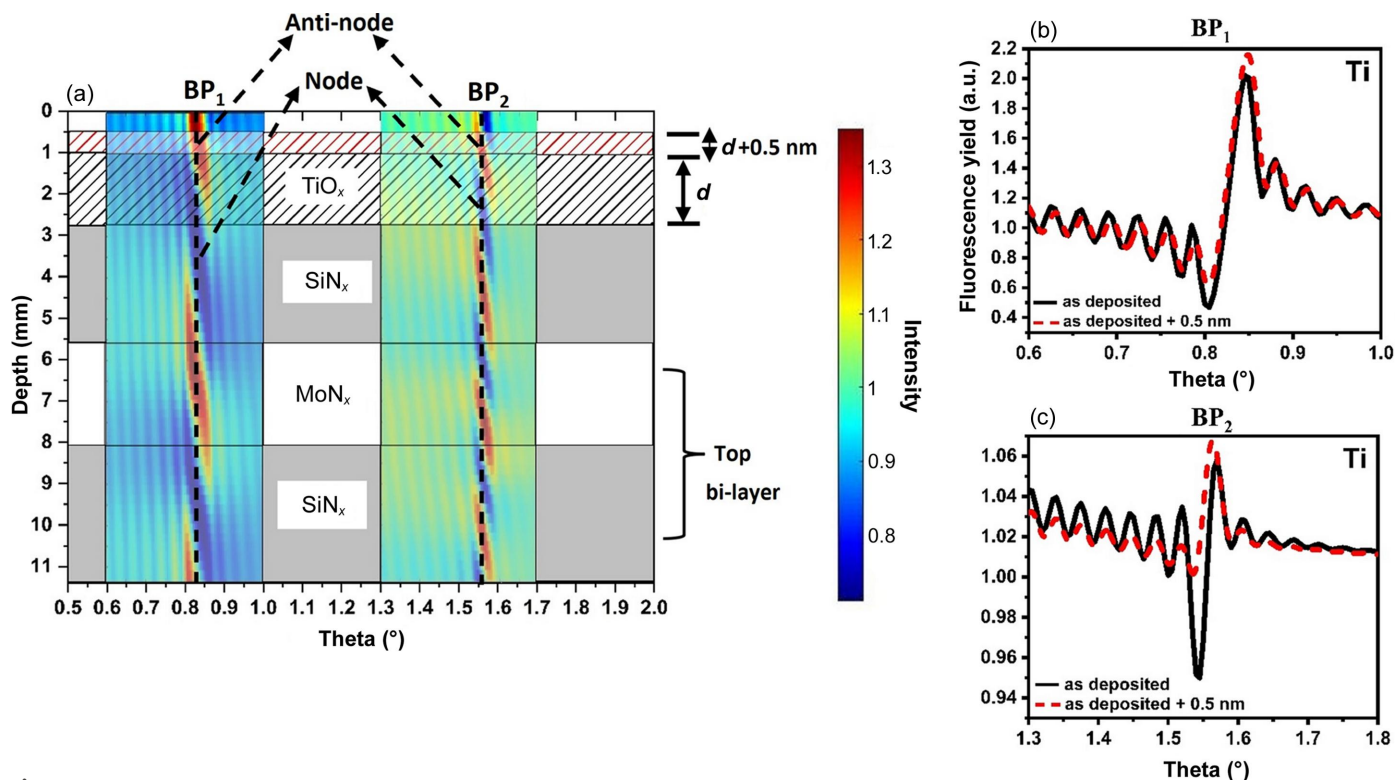 Anti-node
Node
(a)
BP1
BP2
0
1
2
3
4
5
6
7
8
9
10
11
Depth (mm)
TiOx
SiNx
MoNx
SiNx
0.5 0.6 0.7 0.8 0.9 1.0 1.1 1.2 1.3 1.4 1.5 1.6 1.7 1.8 1.9 2.0
Theta (°)
d+0.5 nm
d
Top
bi-layer
1.3
1.2
1.1
1
0.9
0.8
Intensity
(b)
BP1
Ti
2.2
2.0
1.8
1.6
1.4
1.2
1.0
0.8
0.6
0.4
Fluorescence yield (a.u.)
as deposited
as deposited + 0.5 nm
0.6 0.7 0.8 0.9 1.0
Theta (°)
(c)
BP2
Ti
1.06
1.04
1.02
1.00
0.98
0.96
0.94
as deposited
as deposited + 0.5 nm
1.3 1.4 1.5 1.6 1.7 1.8
Theta (°)